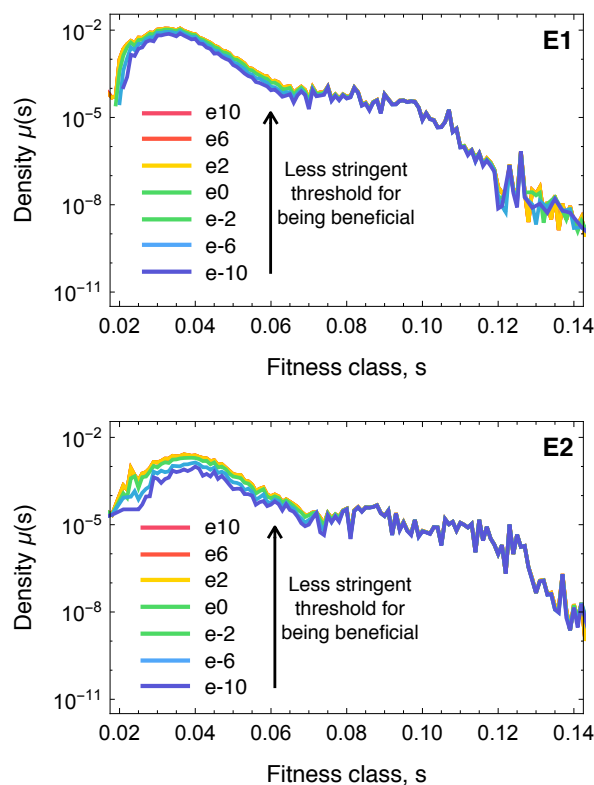 E1
Density μ(s)
10^-2
10^-5
10^-8
10^-11
e10
e6
e2
e0
e-2
e-6
e-10
Less stringent
threshold for
being beneficial
0.02 0.04 0.06 0.08 0.10 0.12 0.14
Fitness class, s
E2
Density μ(s)
10^-2
10^-5
10^-8
10^-11
e10
e6
e2
e0
e-2
e-6
e-10
Less stringent
threshold for
being beneficial
0.02 0.04 0.06 0.08 0.10 0.12 0.14
Fitness class, s